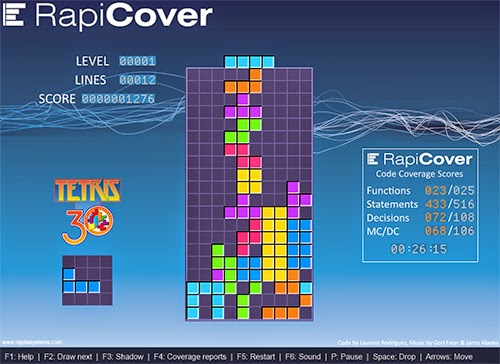 RapiCover
LEVEL 00001
LINES 00012
SCORE 0000001276
RapiCover
Code Coverage Scores
Functions 023/025
Statements 433/516
Decisions 072/108
MC/DC 068/106
00:26:15
TETRIS
30
www.rapitasystems.com
Code by Laurens Rodriguez, Music by Gori Fater &
F1: Help | F2: Draw next | F3: Shadow | F4: Coverage reports | F5: Restart | F6: Sound | P: Pause | Space: Drop | Arrows: Move